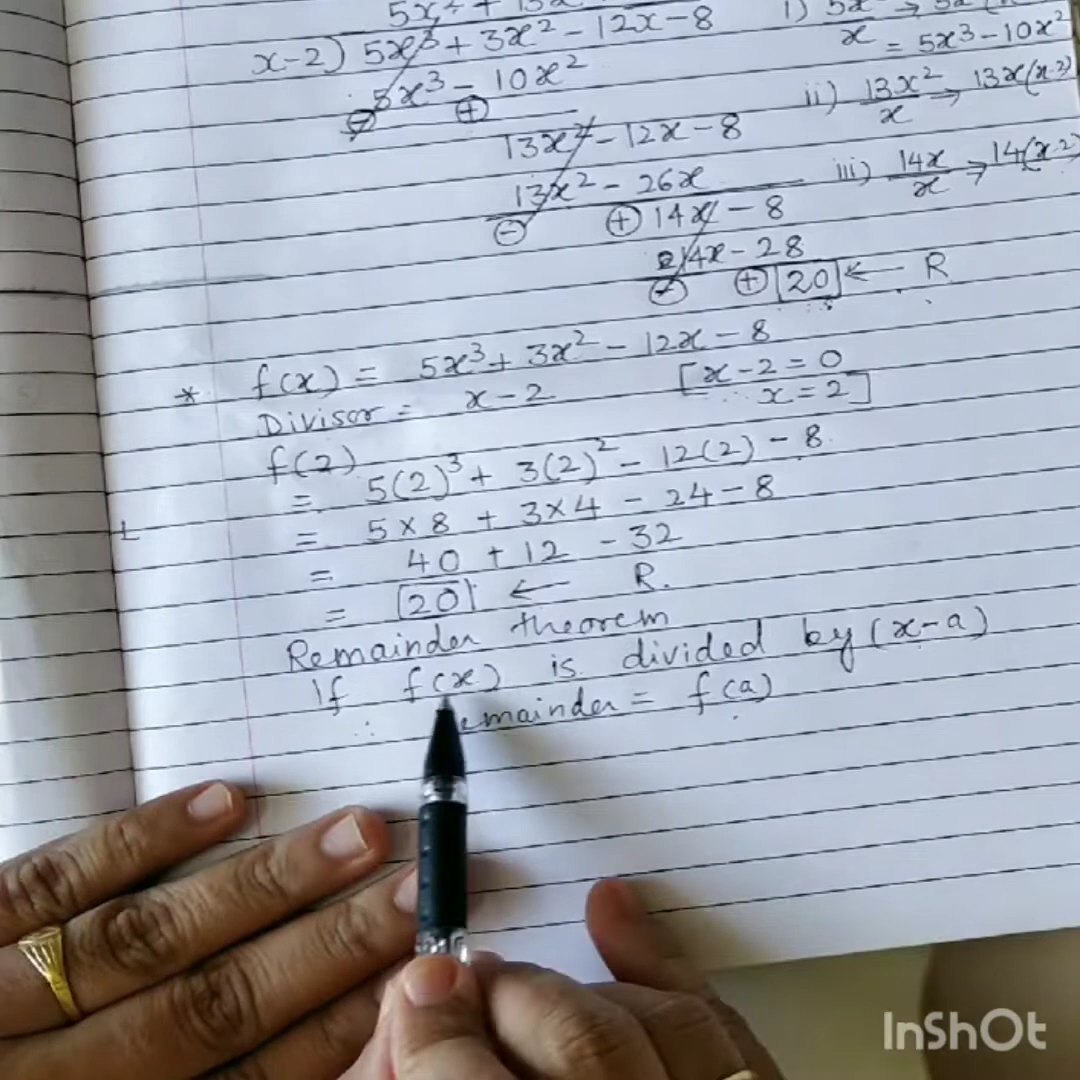 5x² + 13x
x-2) 5x³ + 3x² - 12x - 8
5x³ - 10x²
⊖ ⊕
13x² - 12x - 8
13x² - 26x
⊖ ⊕ 14x - 8
14x - 28
⊖ ⊕ 20 ← R
i) 5x³/x → 
= 5x³ - 10x²
ii) 13x²/x → 13x(x-2)
iii) 14x/x → 14(x-2)
* f(x) = 5x³ + 3x² - 12x - 8
Divisor = x-2 [x-2=0
x=2]
f(2)
= 5(2)³ + 3(2)² - 12(2) - 8
= 5×8 + 3×4 - 24 - 8
= 40 + 12 - 32
= 20 ← R.
Remainder theorem
If f(x) is divided by (x-a)
emainder = f(a)
InShOt